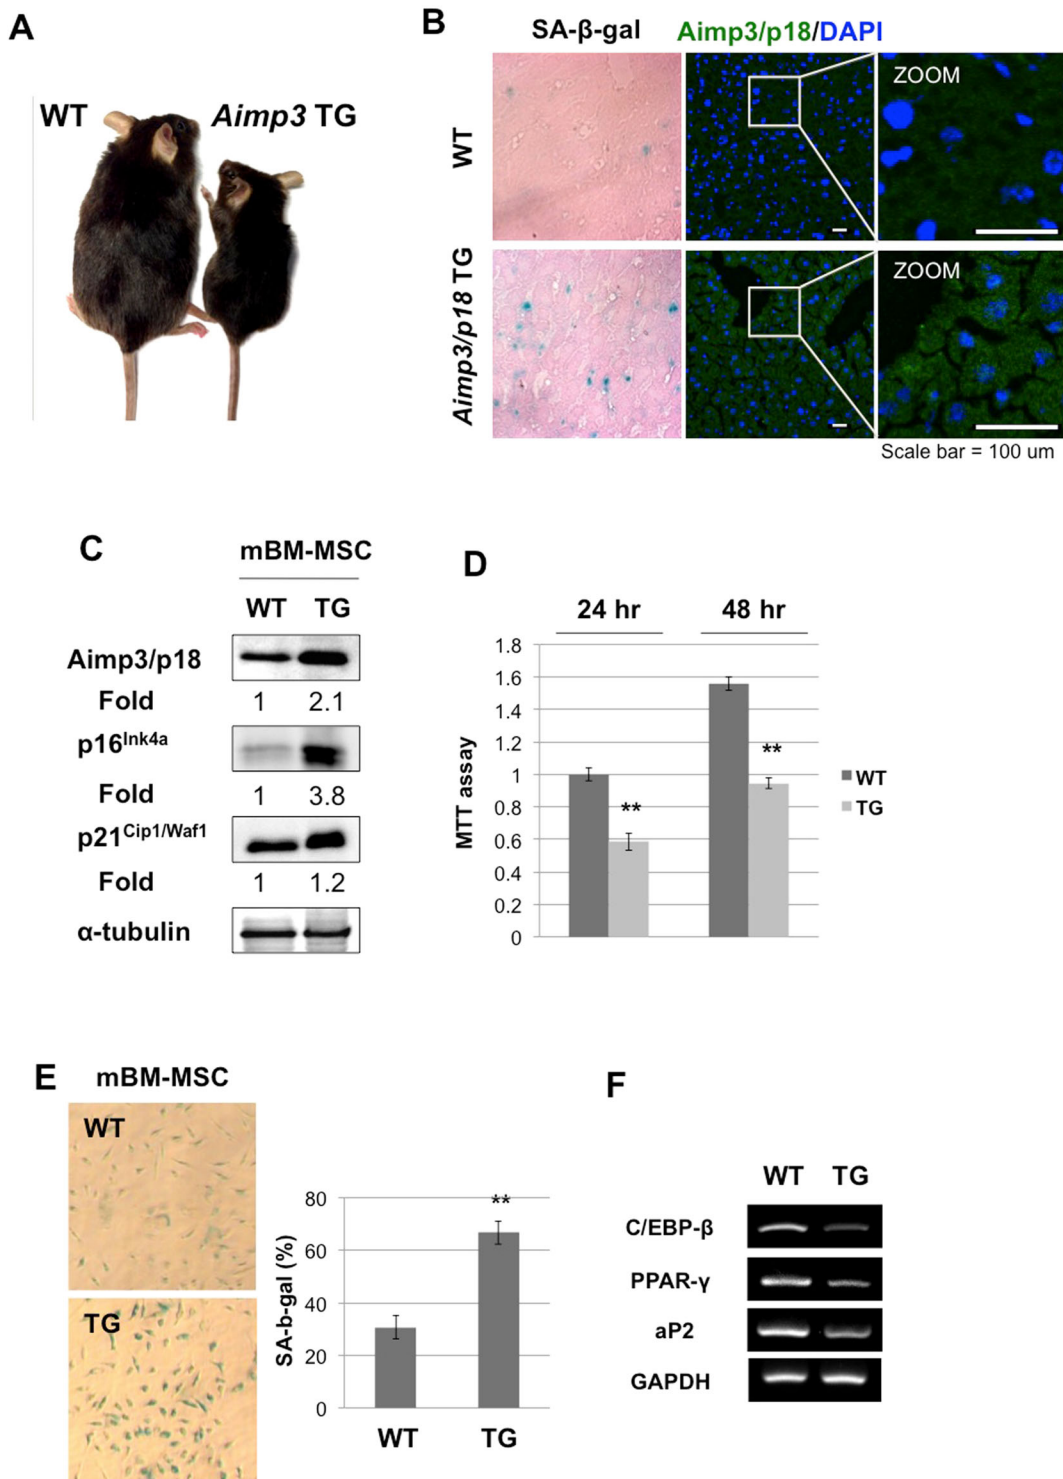 A
WT
Aimp3 TG
B
SA-β-gal
Aimp3/p18/DAPI
WT
ZOOM
Aimp3/p18 TG
ZOOM
Scale bar = 100 um
C
mBM-MSC
WT TG
Aimp3/p18
Fold 1 2.1
p16Ink4a
Fold 1 3.8
p21Cip1/Waf1
Fold 1 1.2
α-tubulin
D
24 hr 48 hr
MTT assay
1.8
1.6
1.4
1.2
1
0.8
0.6
0.4
0.2
0
**
**
WT
TG
E
mBM-MSC
WT
TG
SA-b-gal (%)
80
60
40
20
0
**
WT TG
F
WT TG
C/EBP-β
PPAR-γ
aP2
GAPDH